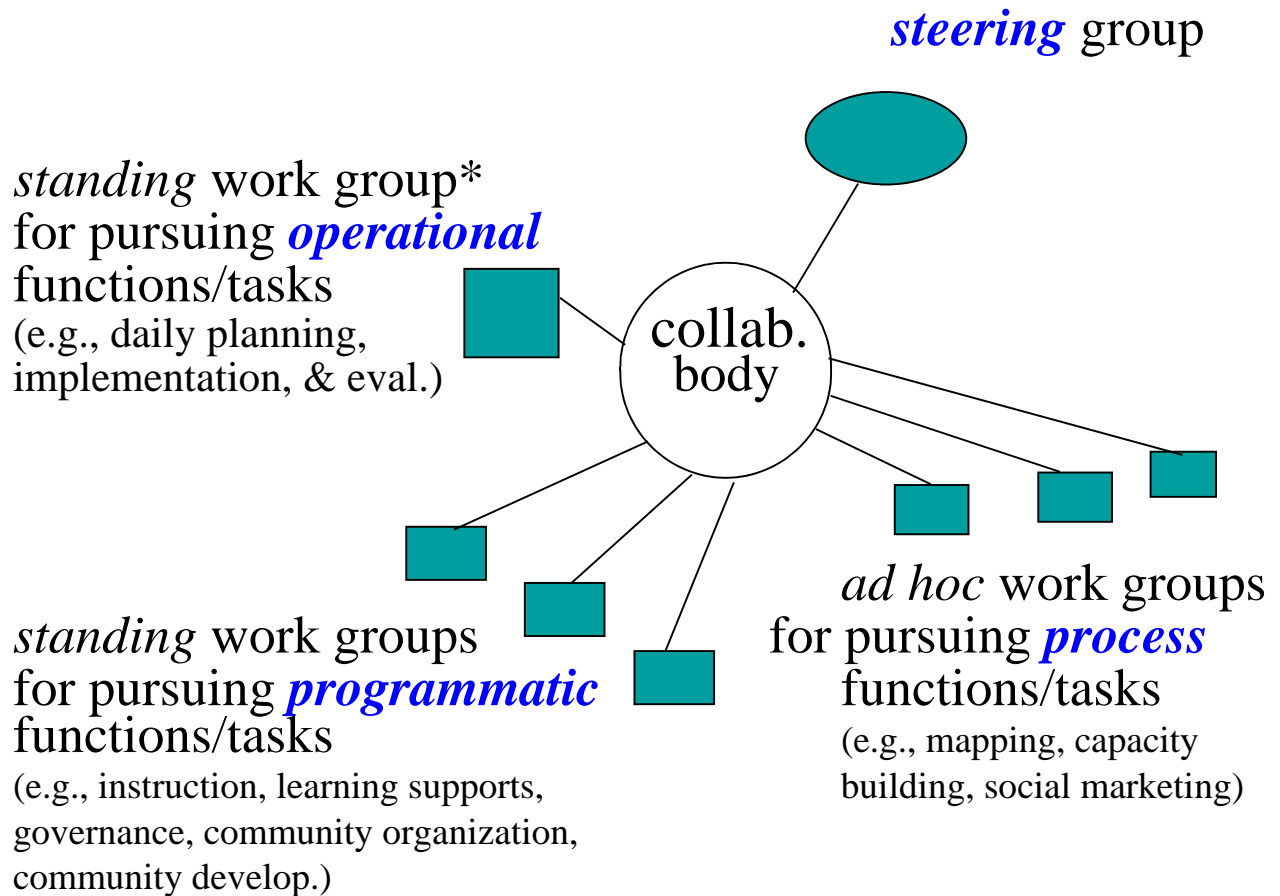 steering group
standing work group*
for pursuing operational
functions/tasks
(e.g., daily planning,
implementation, & eval.)
collab.
body
standing work groups
for pursuing programmatic
functions/tasks
(e.g., instruction, learning supports,
governance, community organization,
community develop.)
ad hoc work groups
for pursuing process
functions/tasks
(e.g., mapping, capacity
building, social marketing)